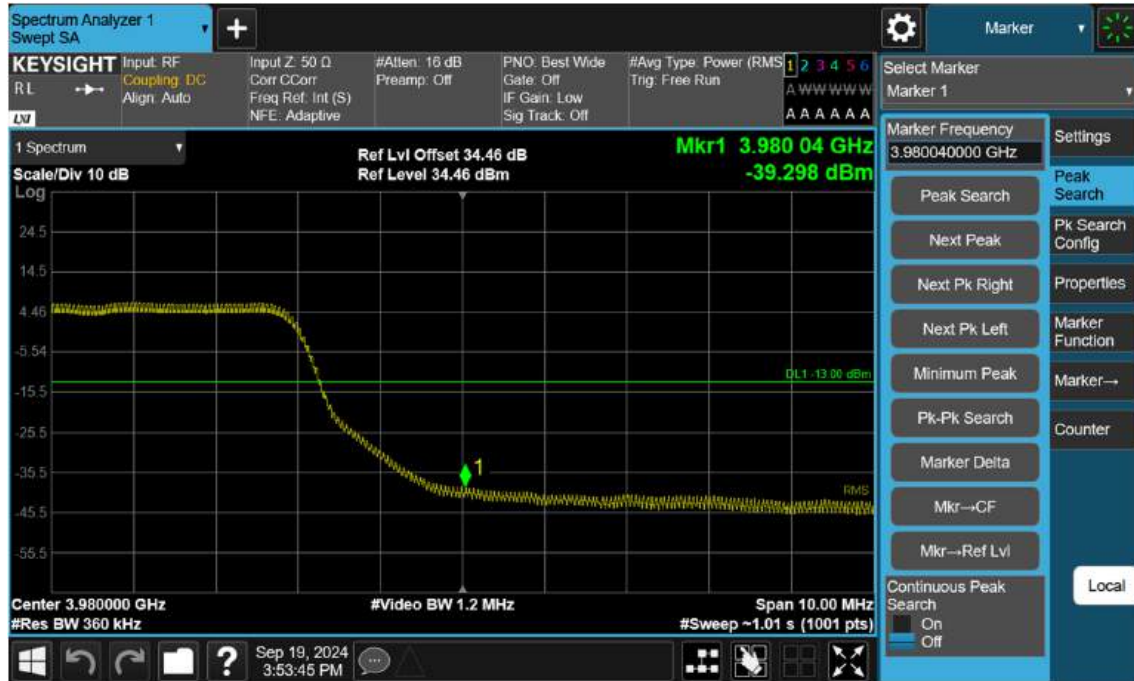 Spectrum Analyzer 1
Swept SA
+
Marker
KEYSIGHT
RL
LXI
Input: RF
Coupling: DC
Align: Auto
Input Z: 50 Ω
Corr CCorr
Freq Ref: Int (S)
NFE: Adaptive
#Atten: 16 dB
Preamp: Off
PNO: Best Wide
Gate: Off
IF Gain: Low
Sig Track: Off
#Avg Type: Power (RMS
Trig: Free Run
1 2 3 4 5 6
A W W W W W
A A A A A A
Select Marker
Marker 1
1 Spectrum
Scale/Div 10 dB
Log
Ref Lvl Offset 34.46 dB
Ref Level 34.46 dBm
Mkr1 3.980 04 GHz
-39.298 dBm
24.5
14.5
4.46
-5.54
-15.5
-25.5
-35.5
-45.5
-55.5
DL1 -13.00 dBm
1
RMS
Center 3.980000 GHz
#Res BW 360 kHz
#Video BW 1.2 MHz
Span 10.00 MHz
#Sweep ~1.01 s (1001 pts)
Marker Frequency
3.980040000 GHz
Peak Search
Next Peak
Next Pk Right
Next Pk Left
Minimum Peak
Pk-Pk Search
Marker Delta
Mkr→CF
Mkr→Ref Lvl
Continuous Peak
Search
On
Off
Settings
Peak
Search
Pk Search
Config
Properties
Marker
Function
Marker→
Counter
Local
?
Sep 19, 2024
3:53:45 PM